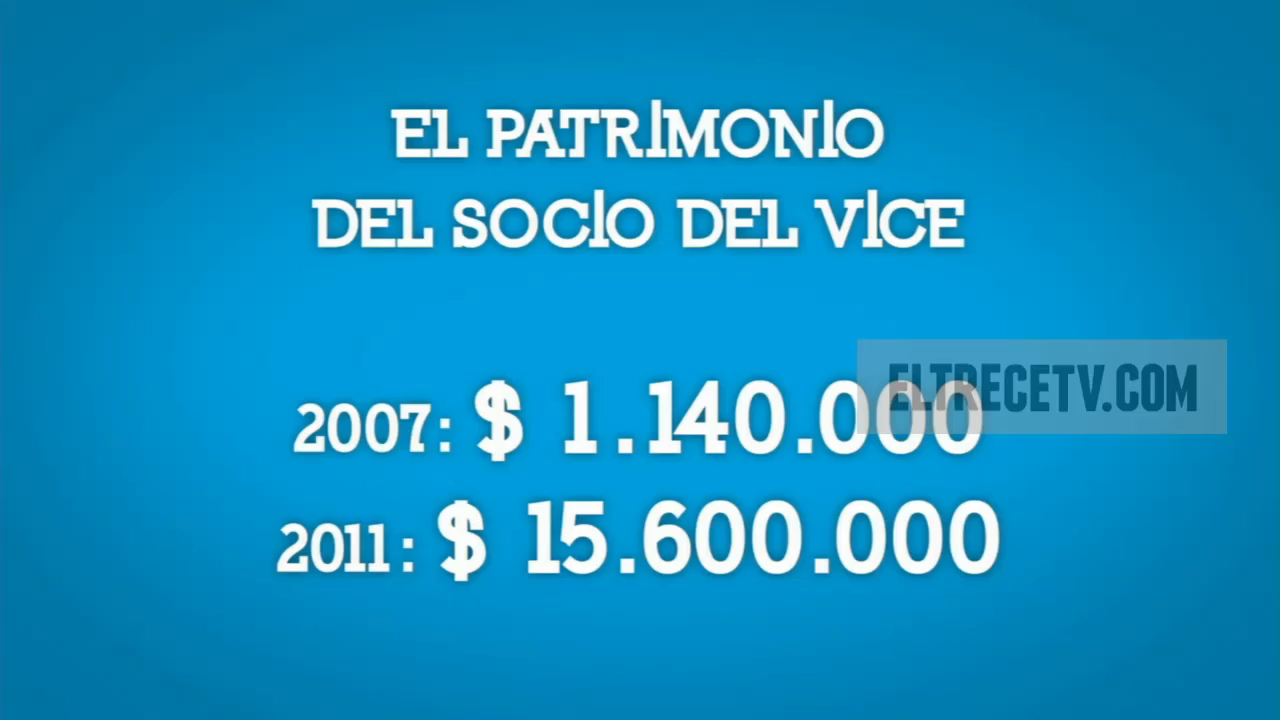 EL PATRIMONIO
DEL SOCIO DEL VICE
ELTRECETV.COM
2007: $ 1.140.000
2011: $ 15.600.000